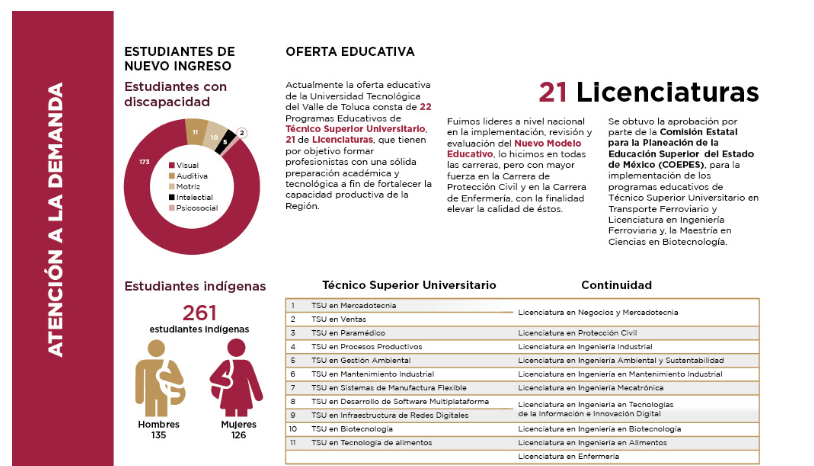 ATENCIÓN A LA DEMANDA
ESTUDIANTES DE
NUEVO INGRESO
Estudiantes con
discapacidad
11
10
5
2
173
Visual
Auditiva
Motriz
Intelectial
Psicosocial
Estudiantes indígenas
261
estudiantes indígenas
Hombres
135
Mujeres
126
OFERTA EDUCATIVA
Actualmente la oferta educativa
de la Universidad Tecnológica
del Valle de Toluca consta de 22
Programas Educativos de
Técnico Superior Universitario,
21 de Licenciaturas, que tienen
por objetivo formar
profesionistas con una sólida
preparación académica y
tecnológica a fin de fortalecer la
capacidad productiva de la
Región.
21 Licenciaturas
Fuimos lideres a nivel nacional
en la implementación, revisión y
evaluación del Nuevo Modelo
Educativo, lo hicimos en todas
las carreras, pero con mayor
fuerza en la Carrera de
Protección Civil y en la Carrera
de Enfermería, con la finalidad
elevar la calidad de éstos.
Se obtuvo la aprobación por
parte de la Comisión Estatal
para la Planeación de la
Educación Superior del Estado
de México (COEPES), para la
implementación de los
programas educativos de
Técnico Superior Universitario en
Transporte Ferroviario y
Licenciatura en Ingeniería
Ferroviaria y, la Maestría en
Ciencias en Biotecnología.
Técnico Superior Universitario Continuidad
1 TSU en Mercadotecnia
Licenciatura en Negocios y Mercadotecnia
2 TSU en Ventas
3 TSU en Paramédico Licenciatura en Protección Civil
4 TSU en Procesos Productivos Licenciatura en Ingeniería Industrial
5 TSU en Gestión Ambiental Licenciatura en Ingeniería Ambiental y Sustentabilidad
6 TSU en Mantenimiento Industrial Licenciatura en Ingeniería en Mantenimiento Industrial
7 TSU en Sistemas de Manufactura Flexible Licenciatura en Ingeniería Mecatrónica
8 TSU en Desarrollo de Software Multiplataforma Licenciatura en Ingeniería en Tecnologías
9 TSU en Infraestructura de Redes Digitales de la Información e Innovación Digital
10 TSU en Biotecnología Licenciatura en Ingeniería en Biotecnología
11 TSU en Tecnología de alimentos Licenciatura en Ingeniería en Alimentos
Licenciatura en Enfermería